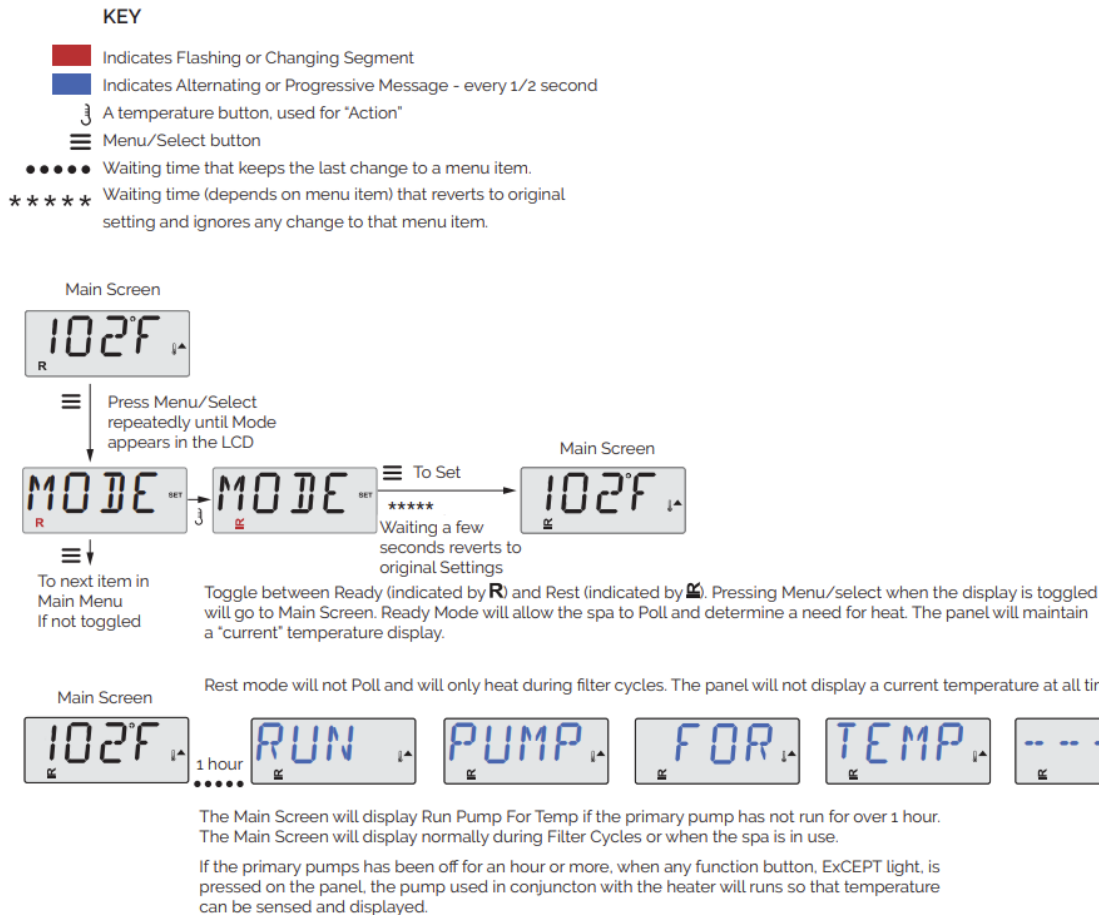 KEY
Indicates Flashing or Changing Segment
Indicates Alternating or Progressive Message - every 1/2 second
A temperature button, used for “Action”
Menu/Select button
Waiting time that keeps the last change to a menu item.
***** Waiting time (depends on menu item) that reverts to original
setting and ignores any change to that menu item.
Main Screen
102°F
R
Press Menu/Select
repeatedly until Mode
appears in the LCD
MODE SET
R
MODE SET
R
To Set
*****
Waiting a few
seconds reverts to
original Settings
Main Screen
102°F
R
To next item in
Main Menu
If not toggled
Toggle between Ready (indicated by R) and Rest (indicated by R). Pressing Menu/select when the display is toggled
will go to Main Screen. Ready Mode will allow the spa to Poll and determine a need for heat. The panel will maintain
a “current” temperature display.
Rest mode will not Poll and will only heat during filter cycles. The panel will not display a current temperature at all
Main Screen
102°F
R
1 hour
RUN
R
PUMP
R
FOR
R
TEMP
R
-- --
R
The Main Screen will display Run Pump For Temp if the primary pump has not run for over 1 hour.
The Main Screen will display normally during Filter Cycles or when the spa is in use.
If the primary pumps has been off for an hour or more, when any function button, ExCEPT light, is
pressed on the panel, the pump used in conjuncton with the heater will runs so that temperature
can be sensed and displayed.